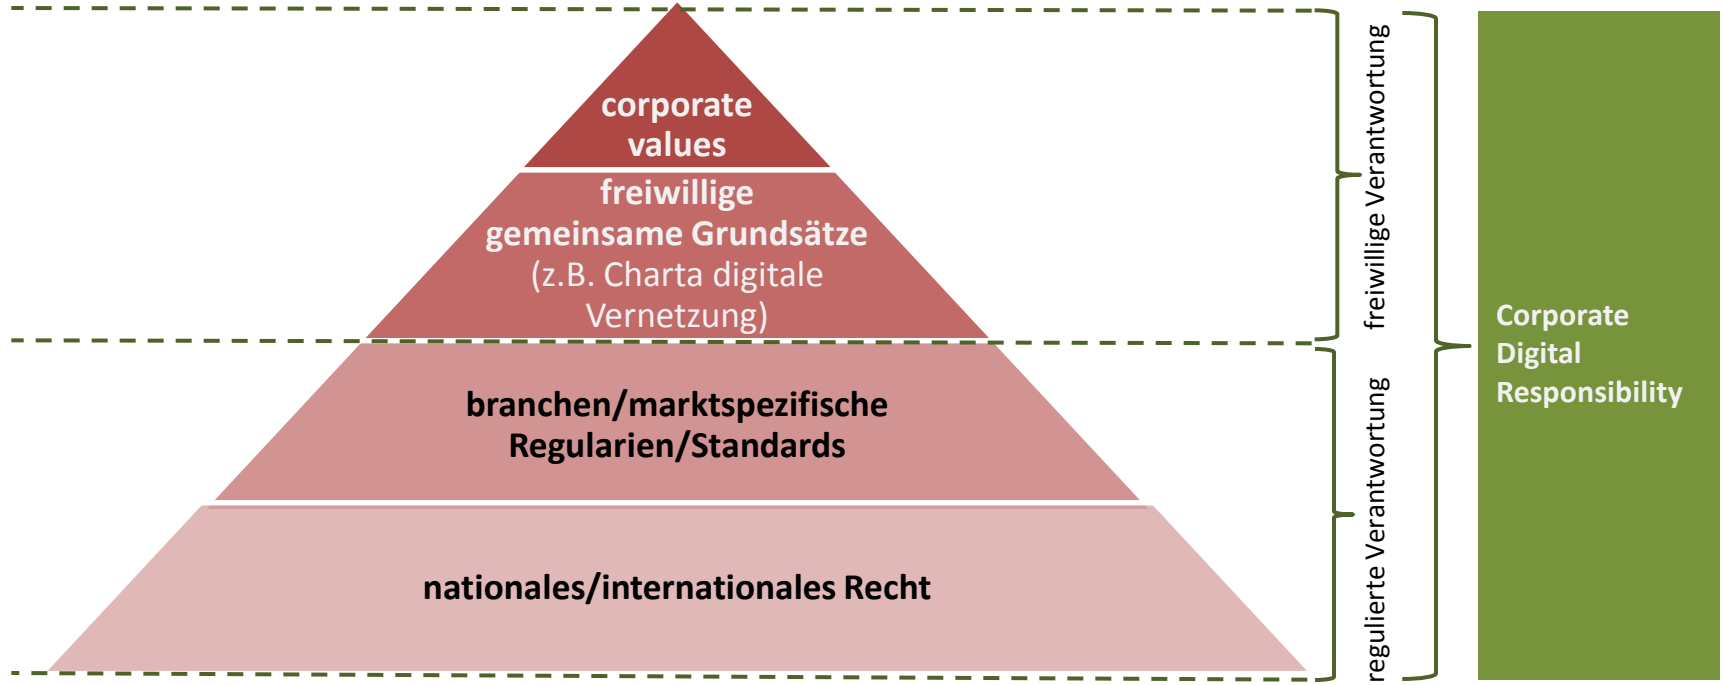 corporate
values
freiwillige
gemeinsame Grundsätze
(z.B. Charta digitale
Vernetzung)
branchen/marktspezifische
Regularien/Standards
nationales/internationales Recht
freiwillige Verantwortung
regulierte Verantwortung
Corporate
Digital
Responsibility